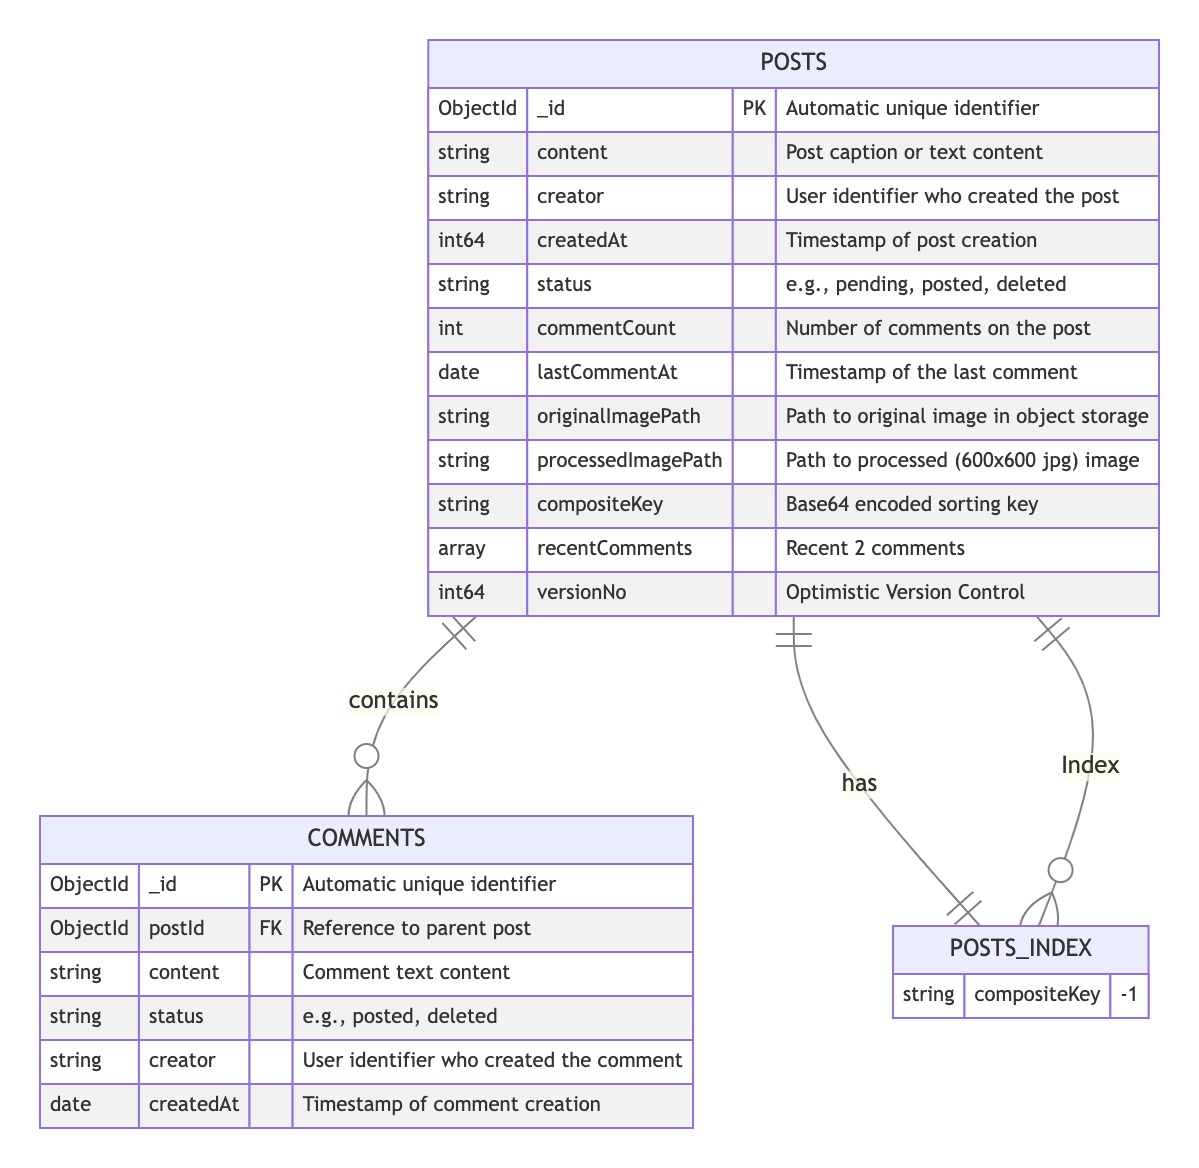 POSTS
ObjectId _id PK Automatic unique identifier
string content Post caption or text content
string creator User identifier who created the post
int64 createdAt Timestamp of post creation
string status e.g., pending, posted, deleted
int commentCount Number of comments on the post
date lastCommentAt Timestamp of the last comment
string originalImagePath Path to original image in object storage
string processedImagePath Path to processed (600x600 jpg) image
string compositeKey Base64 encoded sorting key
array recentComments Recent 2 comments
int64 versionNo Optimistic Version Control
contains
has
Index
COMMENTS
ObjectId _id PK Automatic unique identifier
ObjectId postId FK Reference to parent post
string content Comment text content
string status e.g., posted, deleted
string creator User identifier who created the comment
date createdAt Timestamp of comment creation
POSTS_INDEX
string compositeKey -1